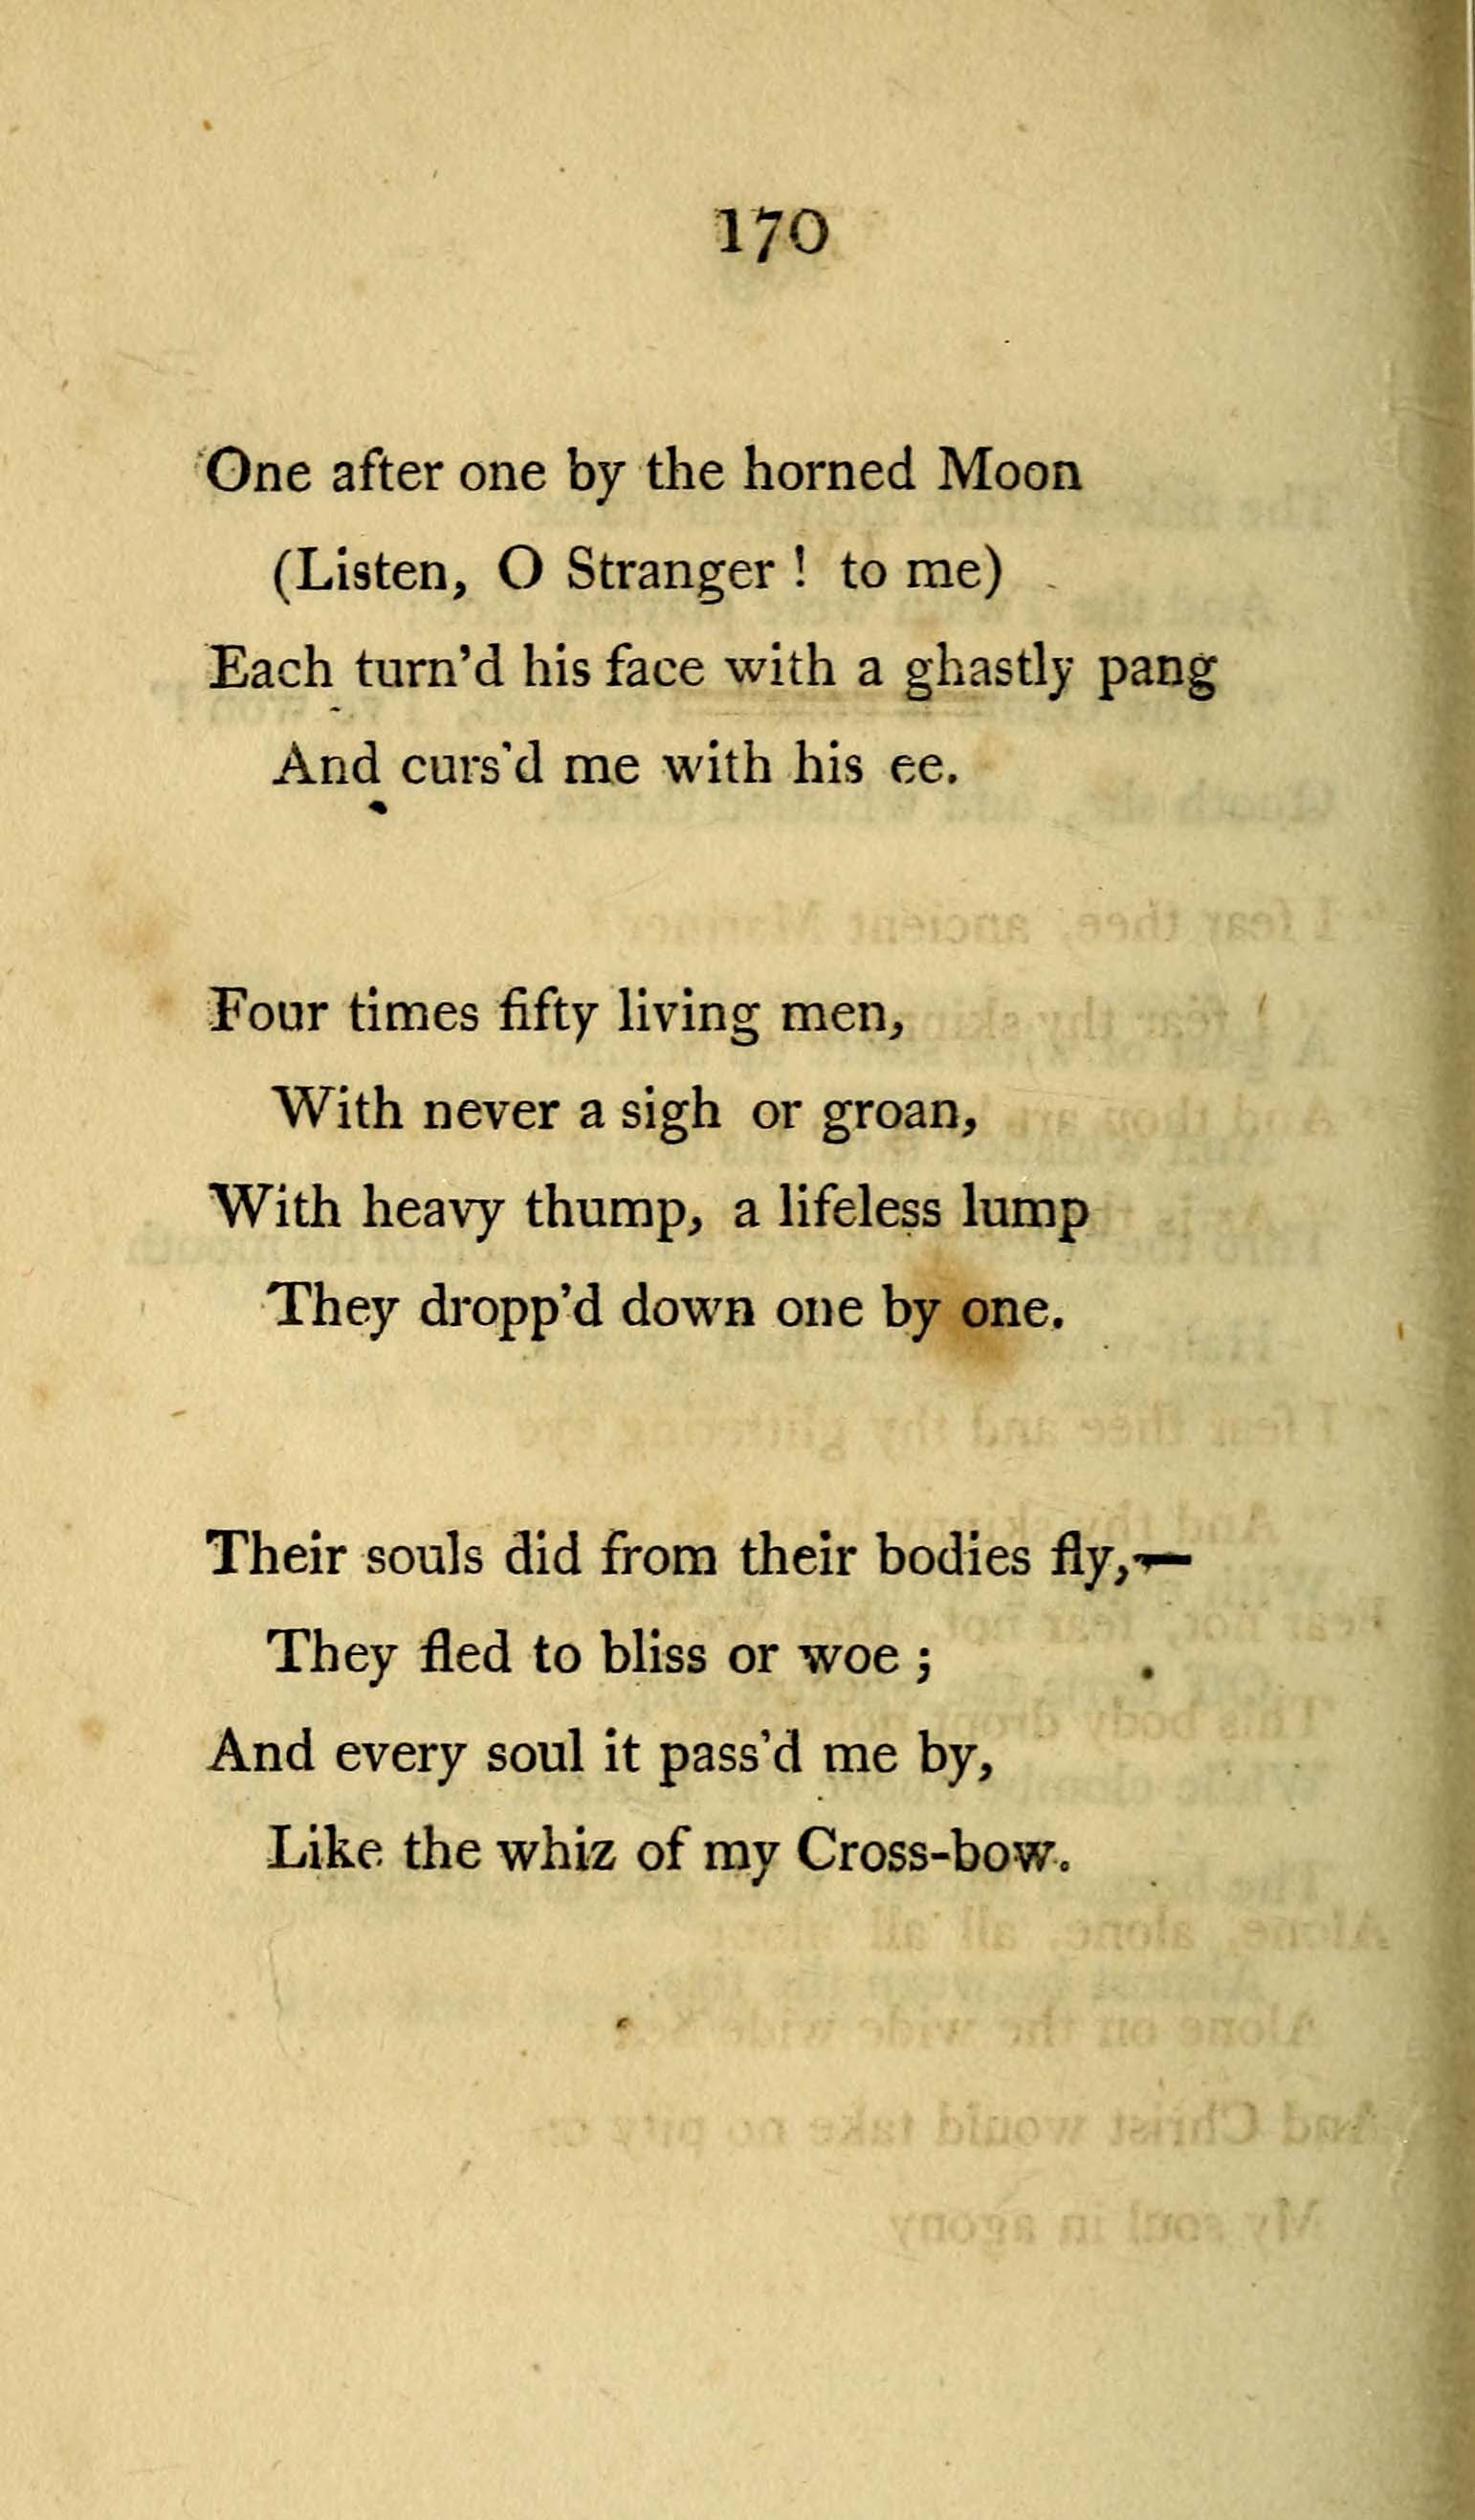 170
One after one by the horned Moon
(Listen, O Stranger ! to me)
Each turn'd his face with a ghastly pang
And curs'd me with his ee.
Four times fifty living men,
With never a sigh or groan,
With heavy thump, a lifeless lump
They dropp'd down one by one.
Their souls did from their bodies fly,—
They fled to bliss or woe ;
And every soul it pass'd me by,
Like the whiz of my Cross-bow.